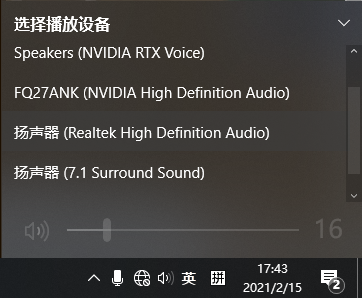 选择播放设备
Speakers (NVIDIA RTX Voice)
FQ27ANK (NVIDIA High Definition Audio)
扬声器 (Realtek High Definition Audio)
扬声器 (7.1 Surround Sound)
16
英
拼
17:43
2021/2/15
2